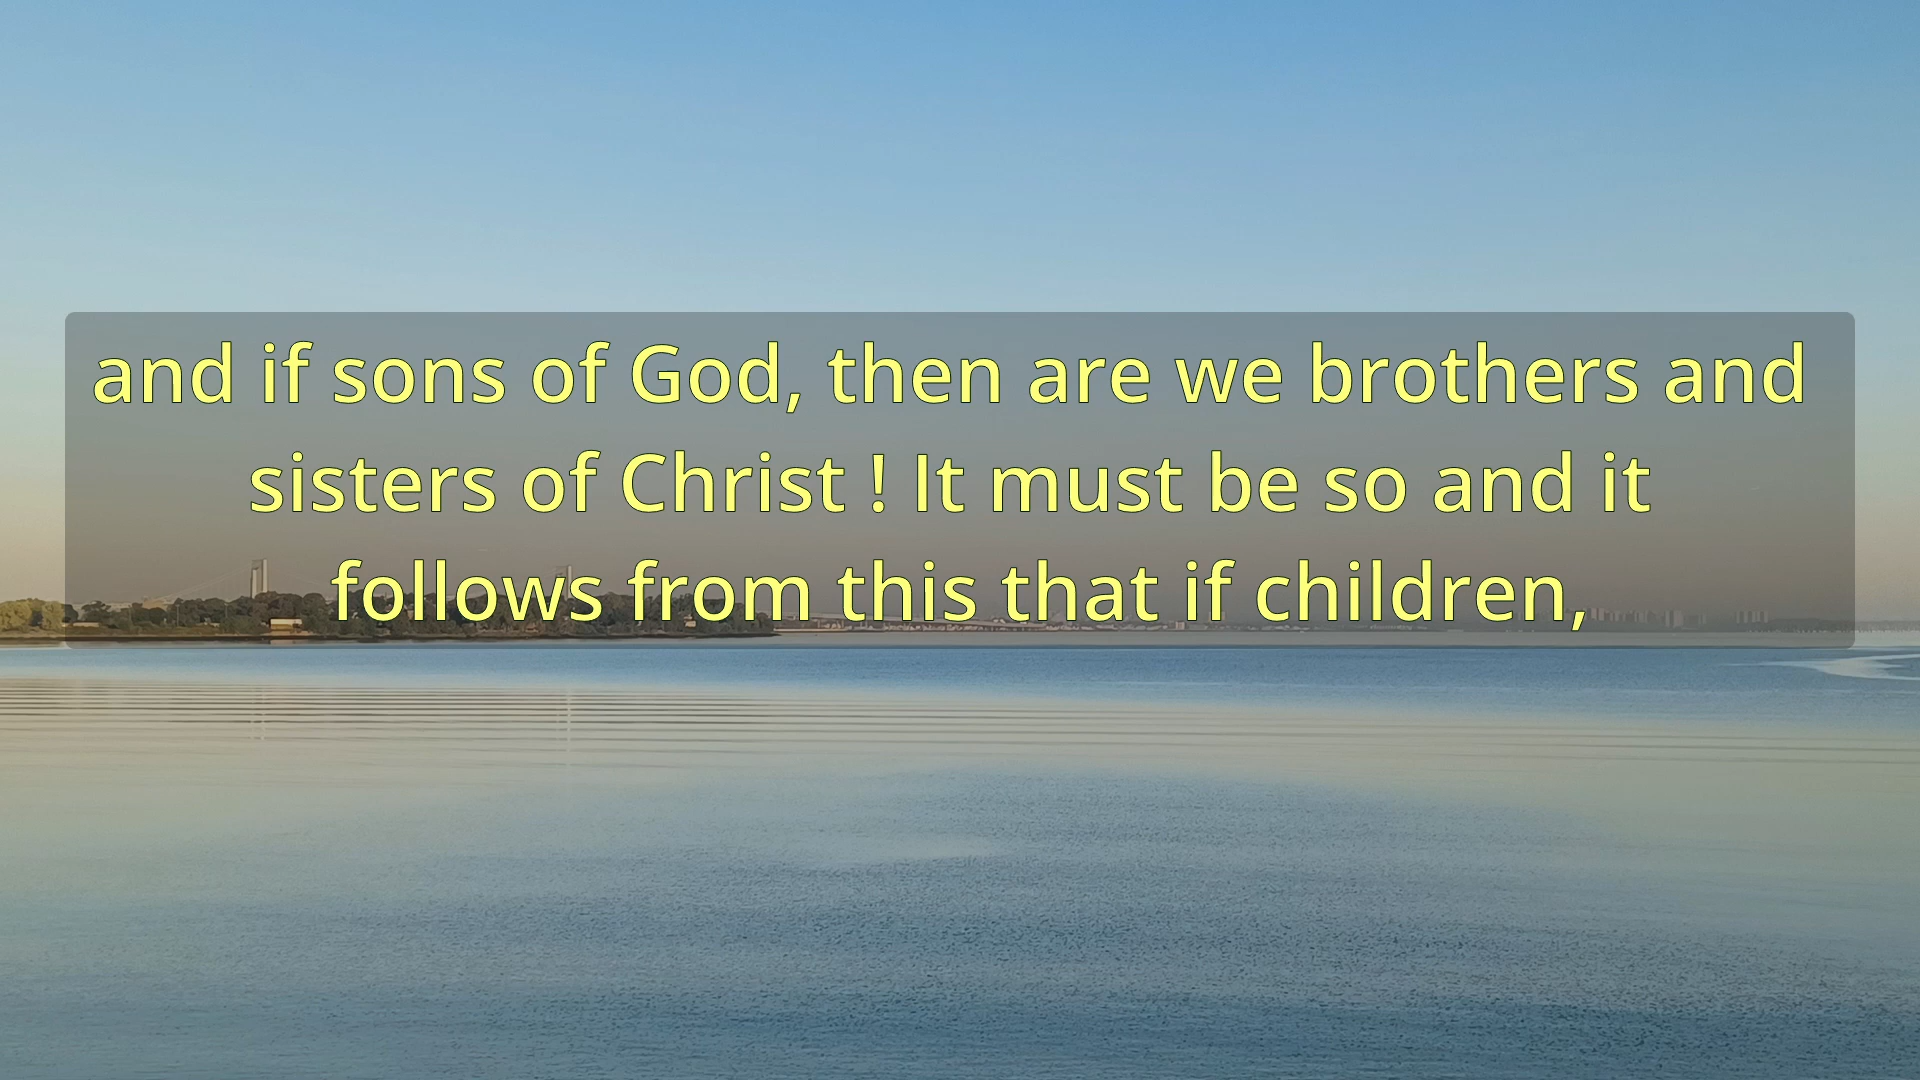 and if sons of God, then are we brothers and
sisters of Christ ! It must be so and it
follows from this that if children,